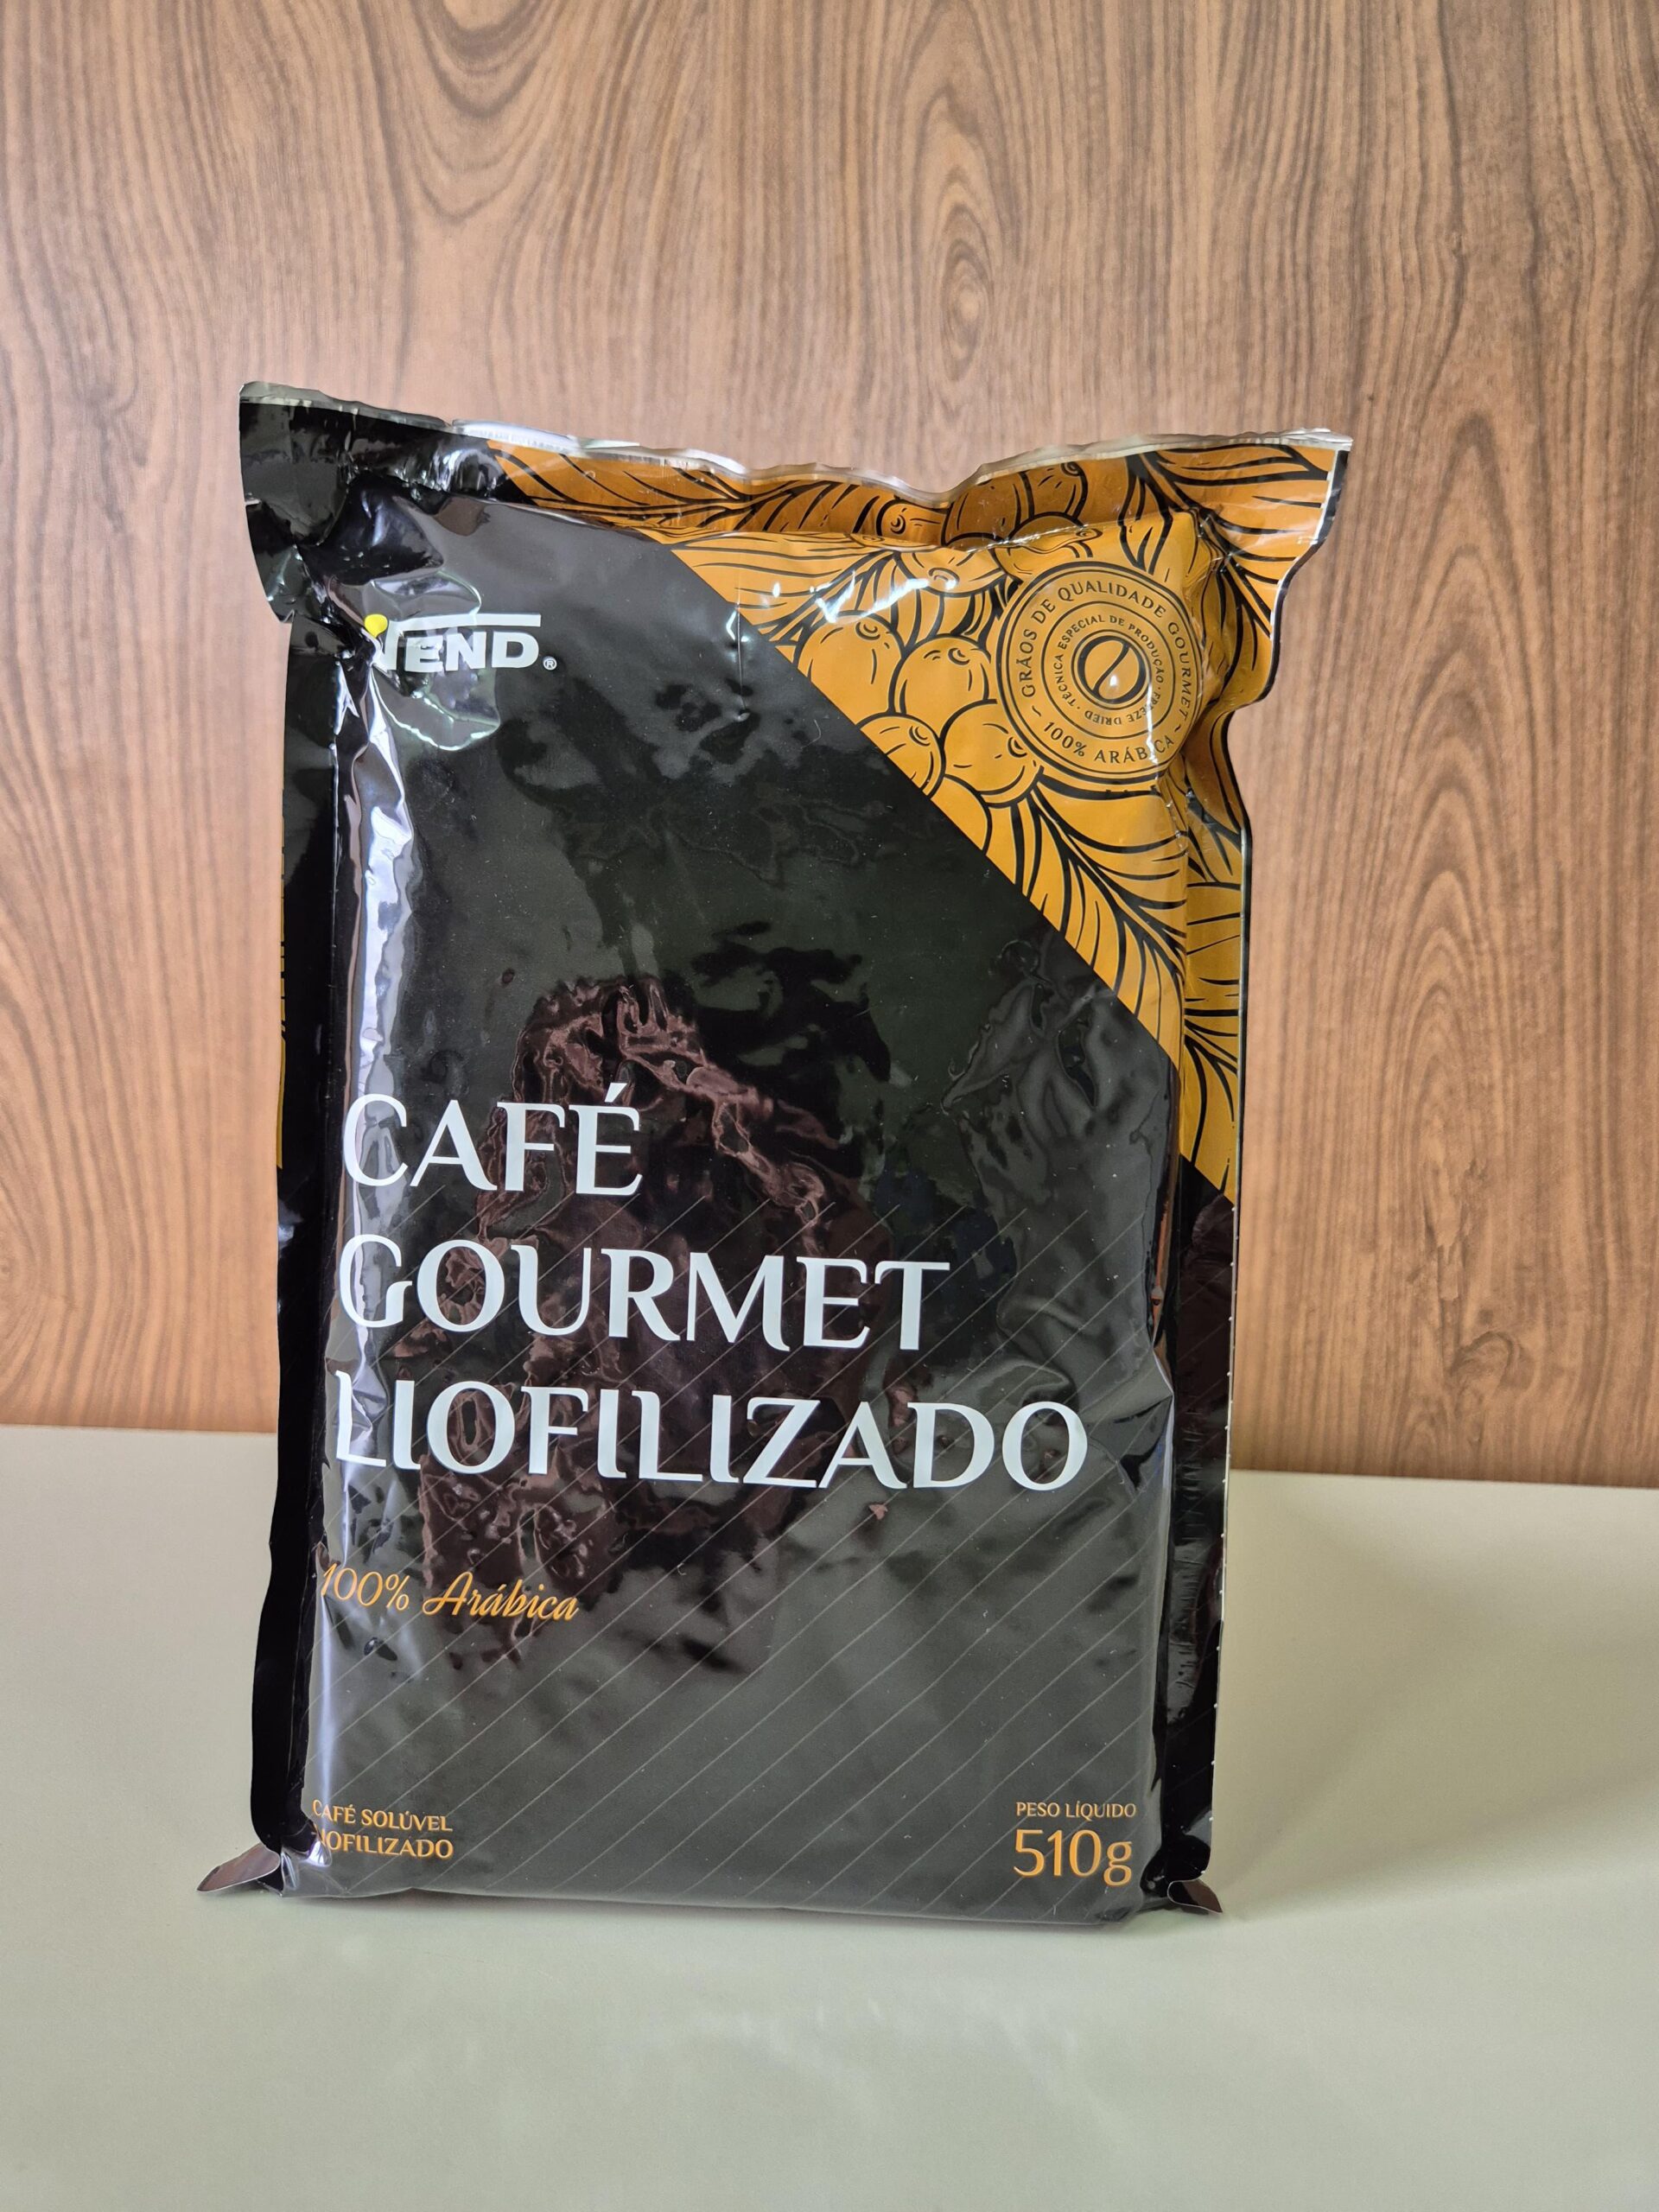 GRÃOS DE QUALIDADE GOURMET
TÉCNICA ESPECIAL DE PRODUÇÃO · FREEZE DRIED ·
100% ARÁBICA
CAFÉ
GOURMET
LIOFILIZADO
100% Arábica
CAFÉ SOLÚVEL
LIOFILIZADO
PESO LÍQUIDO
510g